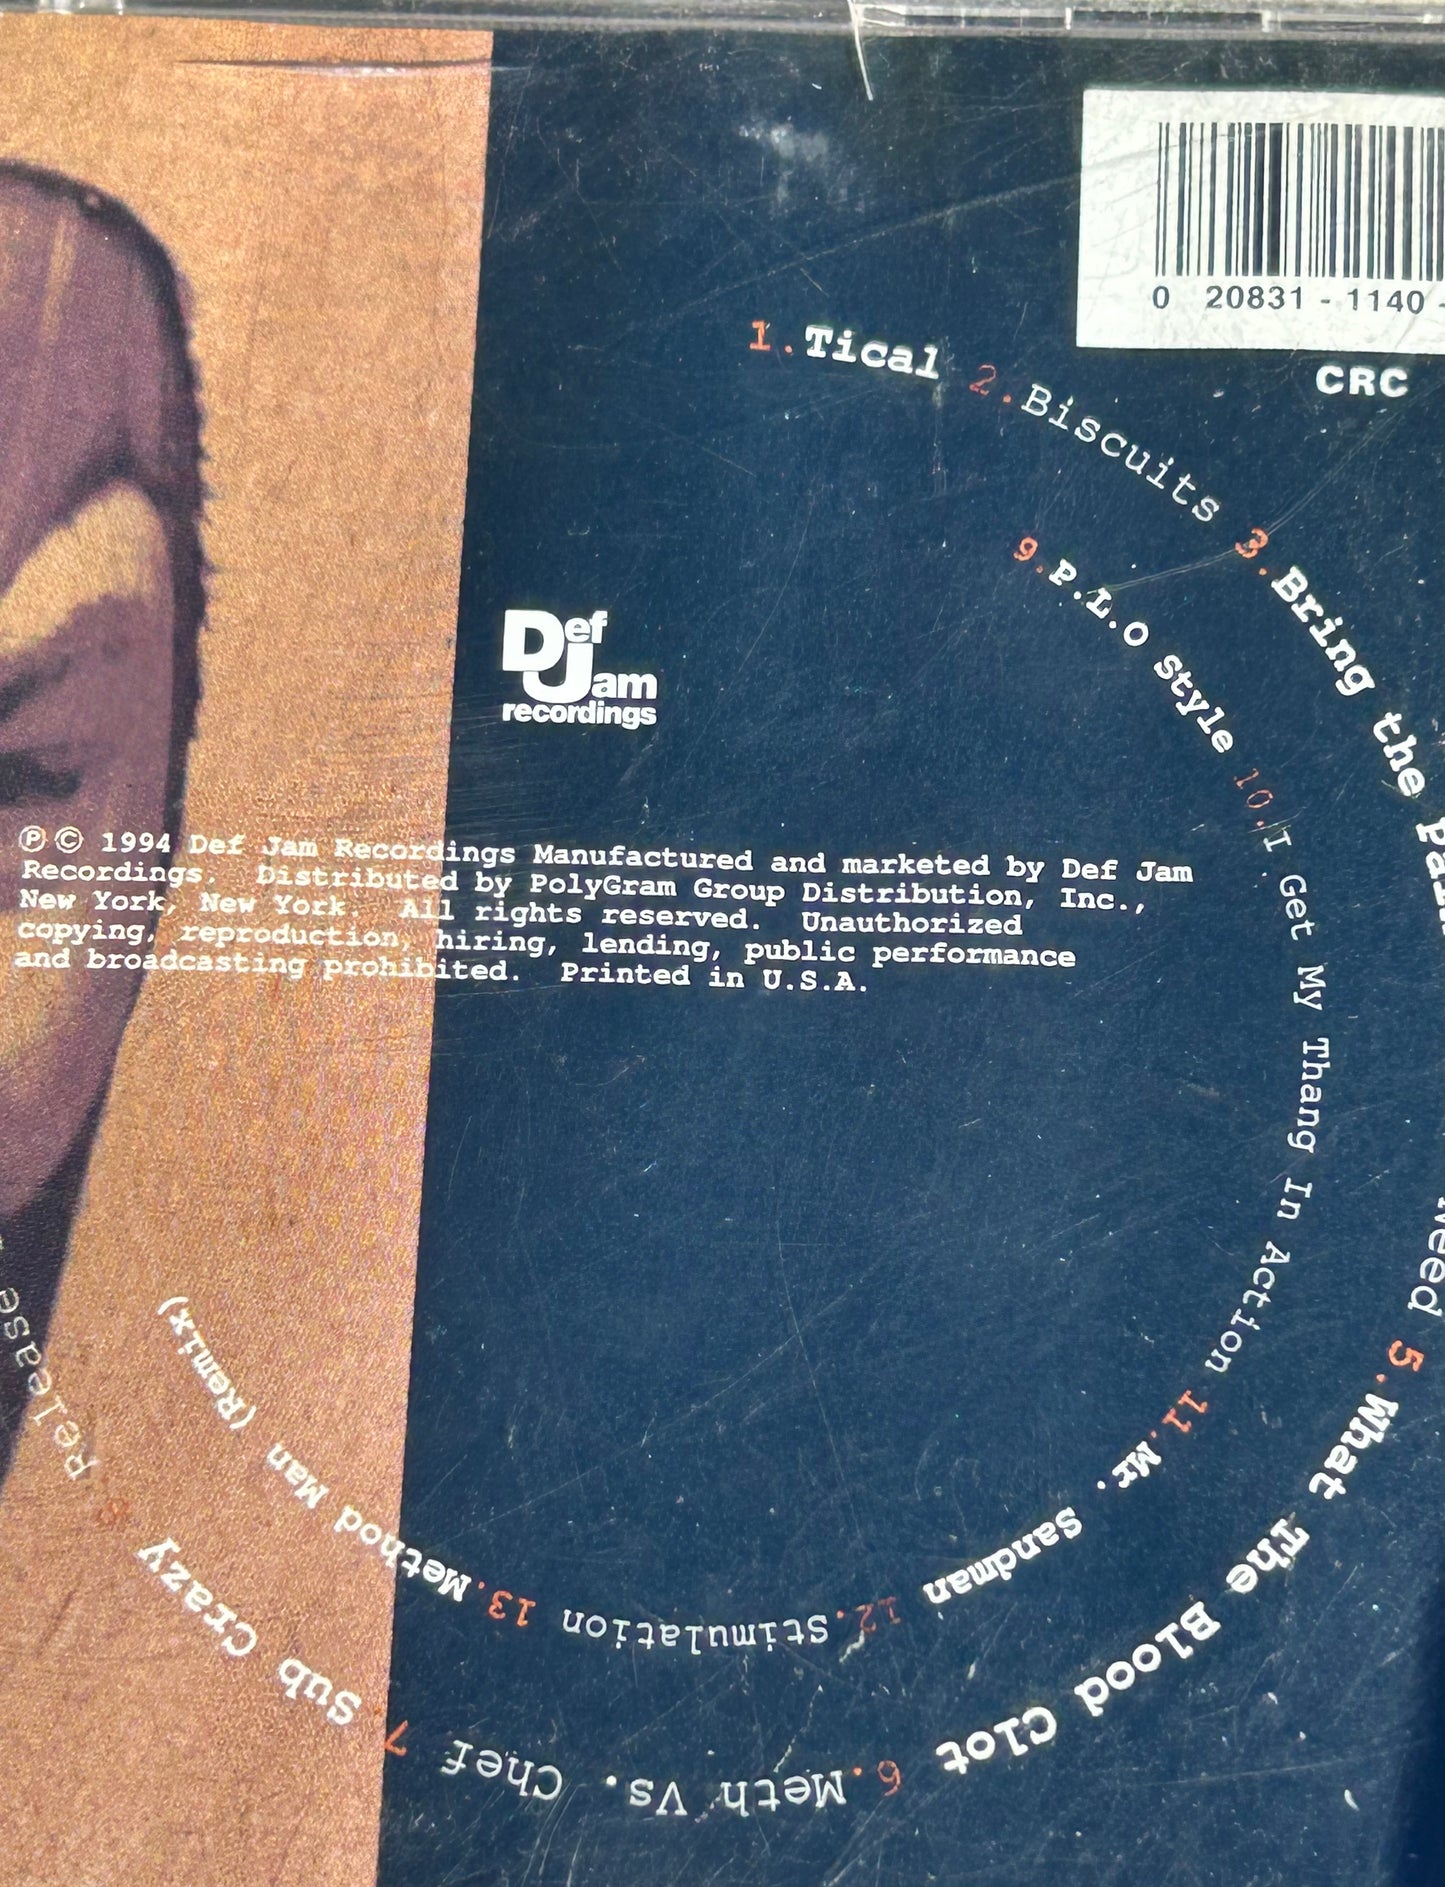 0 20831 - 1140 -
CRC
1.Tical 2.Biscuits 3.Bring the Pain
Need 5.What The Blood Clot
6.Meth Vs. Chef 7 Sub Crazy
8 Release
9.P.L.O Style 10.I Get My Thang In Action
11.Mr. Sandman 12.Stimulation
13.Method Man (Remix)
Def Jam
recordings
℗ © 1994 Def Jam Recordings Manufactured and marketed by Def Jam
Recordings. Distributed by PolyGram Group Distribution, Inc.,
New York, New York. All rights reserved. Unauthorized
copying, reproduction, hiring, lending, public performance
and broadcasting prohibited. Printed in U.S.A.